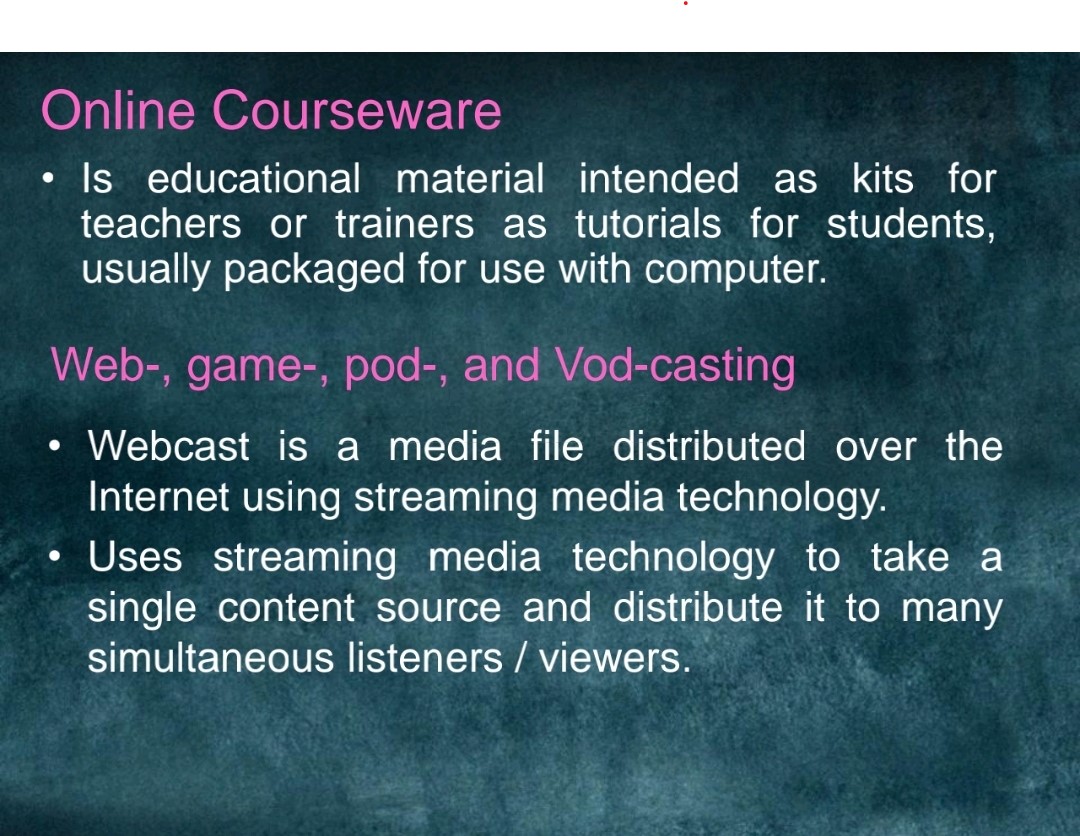 Online Courseware
• Is educational material intended as kits for
teachers or trainers as tutorials for students,
usually packaged for use with computer.
Web-, game-, pod-, and Vod-casting
• Webcast is a media file distributed over the
Internet using streaming media technology.
• Uses streaming media technology to take a
single content source and distribute it to many
simultaneous listeners / viewers.